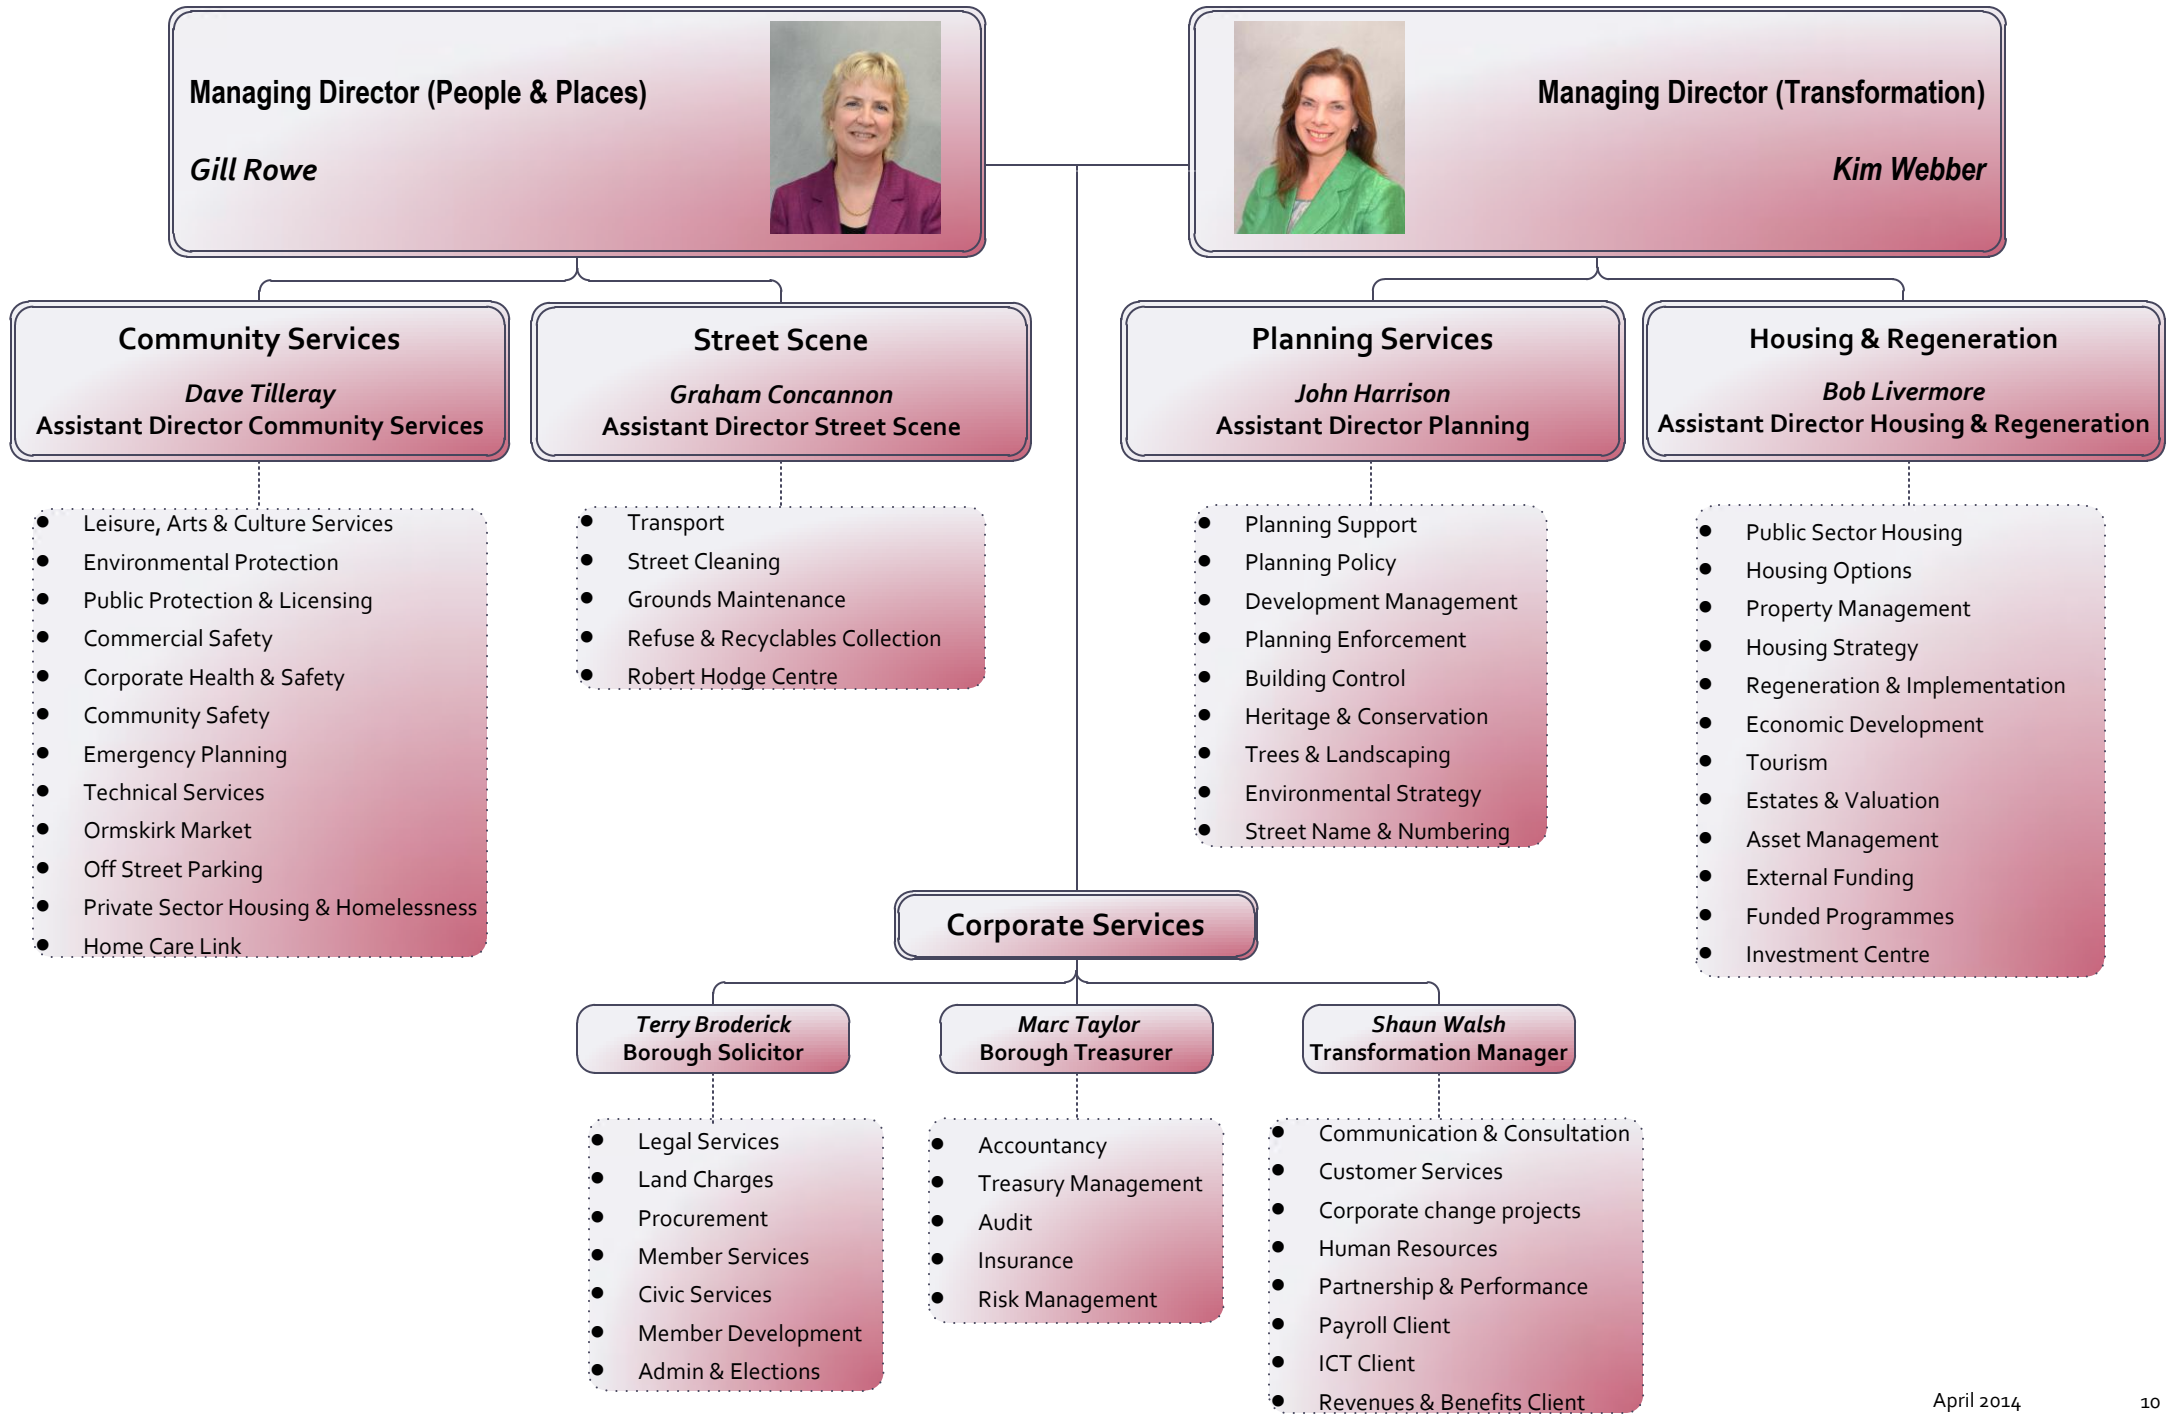 Managing Director (People & Places)
Gill Rowe
Managing Director (Transformation)
Kim Webber
Community Services
Dave Tilleray
Assistant Director Community Services
Street Scene
Graham Concannon
Assistant Director Street Scene
Planning Services
John Harrison
Assistant Director Planning
Housing & Regeneration
Bob Livermore
Assistant Director Housing & Regeneration
● Leisure, Arts & Culture Services
● Environmental Protection
● Public Protection & Licensing
● Commercial Safety
● Corporate Health & Safety
● Community Safety
● Emergency Planning
● Technical Services
● Ormskirk Market
● Off Street Parking
● Private Sector Housing & Homelessness
● Home Care Link
● Transport
● Street Cleaning
● Grounds Maintenance
● Refuse & Recyclables Collection
● Robert Hodge Centre
● Planning Support
● Planning Policy
● Development Management
● Planning Enforcement
● Building Control
● Heritage & Conservation
● Trees & Landscaping
● Environmental Strategy
● Street Name & Numbering
● Public Sector Housing
● Housing Options
● Property Management
● Housing Strategy
● Regeneration & Implementation
● Economic Development
● Tourism
● Estates & Valuation
● Asset Management
● External Funding
● Funded Programmes
● Investment Centre
Corporate Services
Terry Broderick
Borough Solicitor
Marc Taylor
Borough Treasurer
Shaun Walsh
Transformation Manager
● Legal Services
● Land Charges
● Procurement
● Member Services
● Civic Services
● Member Development
● Admin & Elections
● Accountancy
● Treasury Management
● Audit
● Insurance
● Risk Management
● Communication & Consultation
● Customer Services
● Corporate change projects
● Human Resources
● Partnership & Performance
● Payroll Client
● ICT Client
● Revenues & Benefits Client
April 2014 10